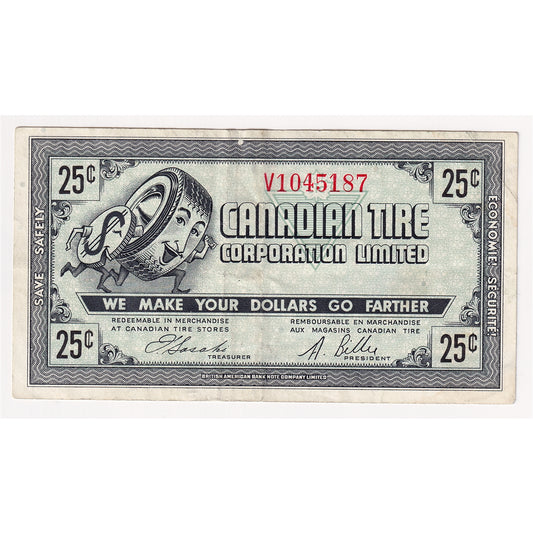 25¢
V1045187
25¢
SAVE SAFELY
CANADIAN TIRE
CORPORATION LIMITED
ECONOMIE SÉCURITÉ
WE MAKE YOUR DOLLARS GO FARTHER
REDEEMABLE IN MERCHANDISE
AT CANADIAN TIRE STORES
REMBOURSABLE EN MARCHANDISE
AUX MAGASINS CANADIAN TIRE
25¢
TREASURER
PRESIDENT
25¢
BRITISH AMERICAN BANK NOTE COMPANY LIMITED